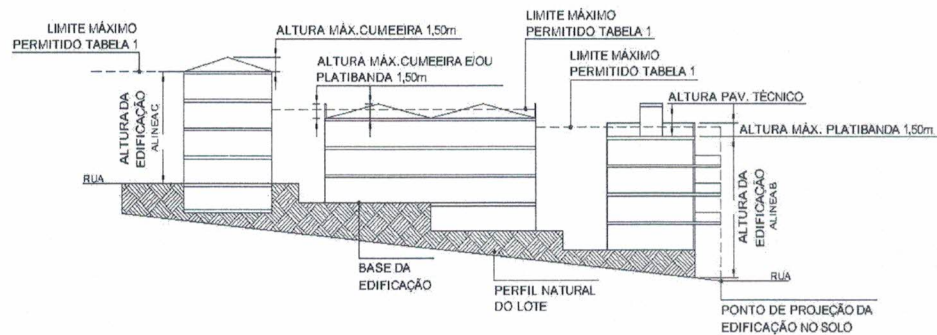 LIMITE MÁXIMO
PERMITIDO TABELA 1
ALTURA MÁX.CUMEEIRA 1,50m
ALTURA MÁX.CUMEEIRA E/OU
PLATIBANDA 1,50m
LIMITE MÁXIMO
PERMITIDO TABELA 1
LIMITE MÁXIMO
PERMITIDO TABELA 1
ALTURA PAV. TÉCNICO
ALTURA MÁX. PLATIBANDA 1,50m
ALTURA DA
EDIFICAÇÃO
ALINEA C
RUA
ALTURA DA
EDIFICAÇÃO
ALINEA B
RUA
BASE DA
EDIFICAÇÃO
PERFIL NATURAL
DO LOTE
PONTO DE PROJEÇÃO DA
EDIFICAÇÃO NO SOLO